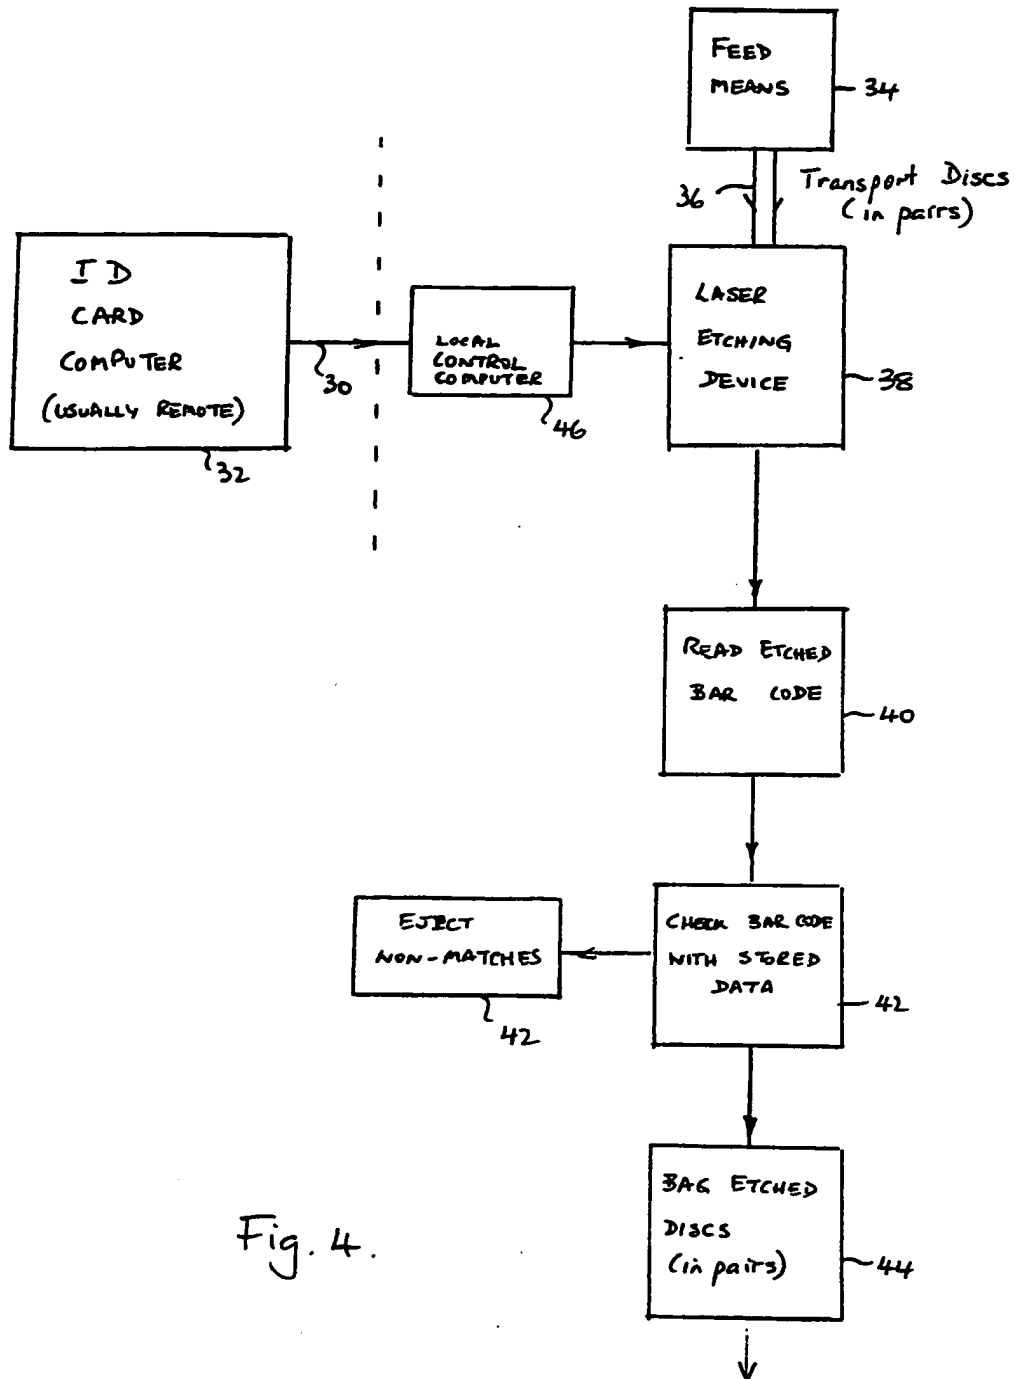 FEED
MEANS
34
36
Transport Discs
(in pairs)
ID
CARD
COMPUTER
(USUALLY REMOTE)
32
30
LOCAL
CONTROL
COMPUTER
46
LASER
ETCHING
DEVICE
38
READ ETCHED
BAR CODE
40
EJECT
NON-MATCHES
42
CHECK BAR CODE
WITH STORED
DATA
42
BAG ETCHED
DISCS
(in pairs)
44
Fig. 4.